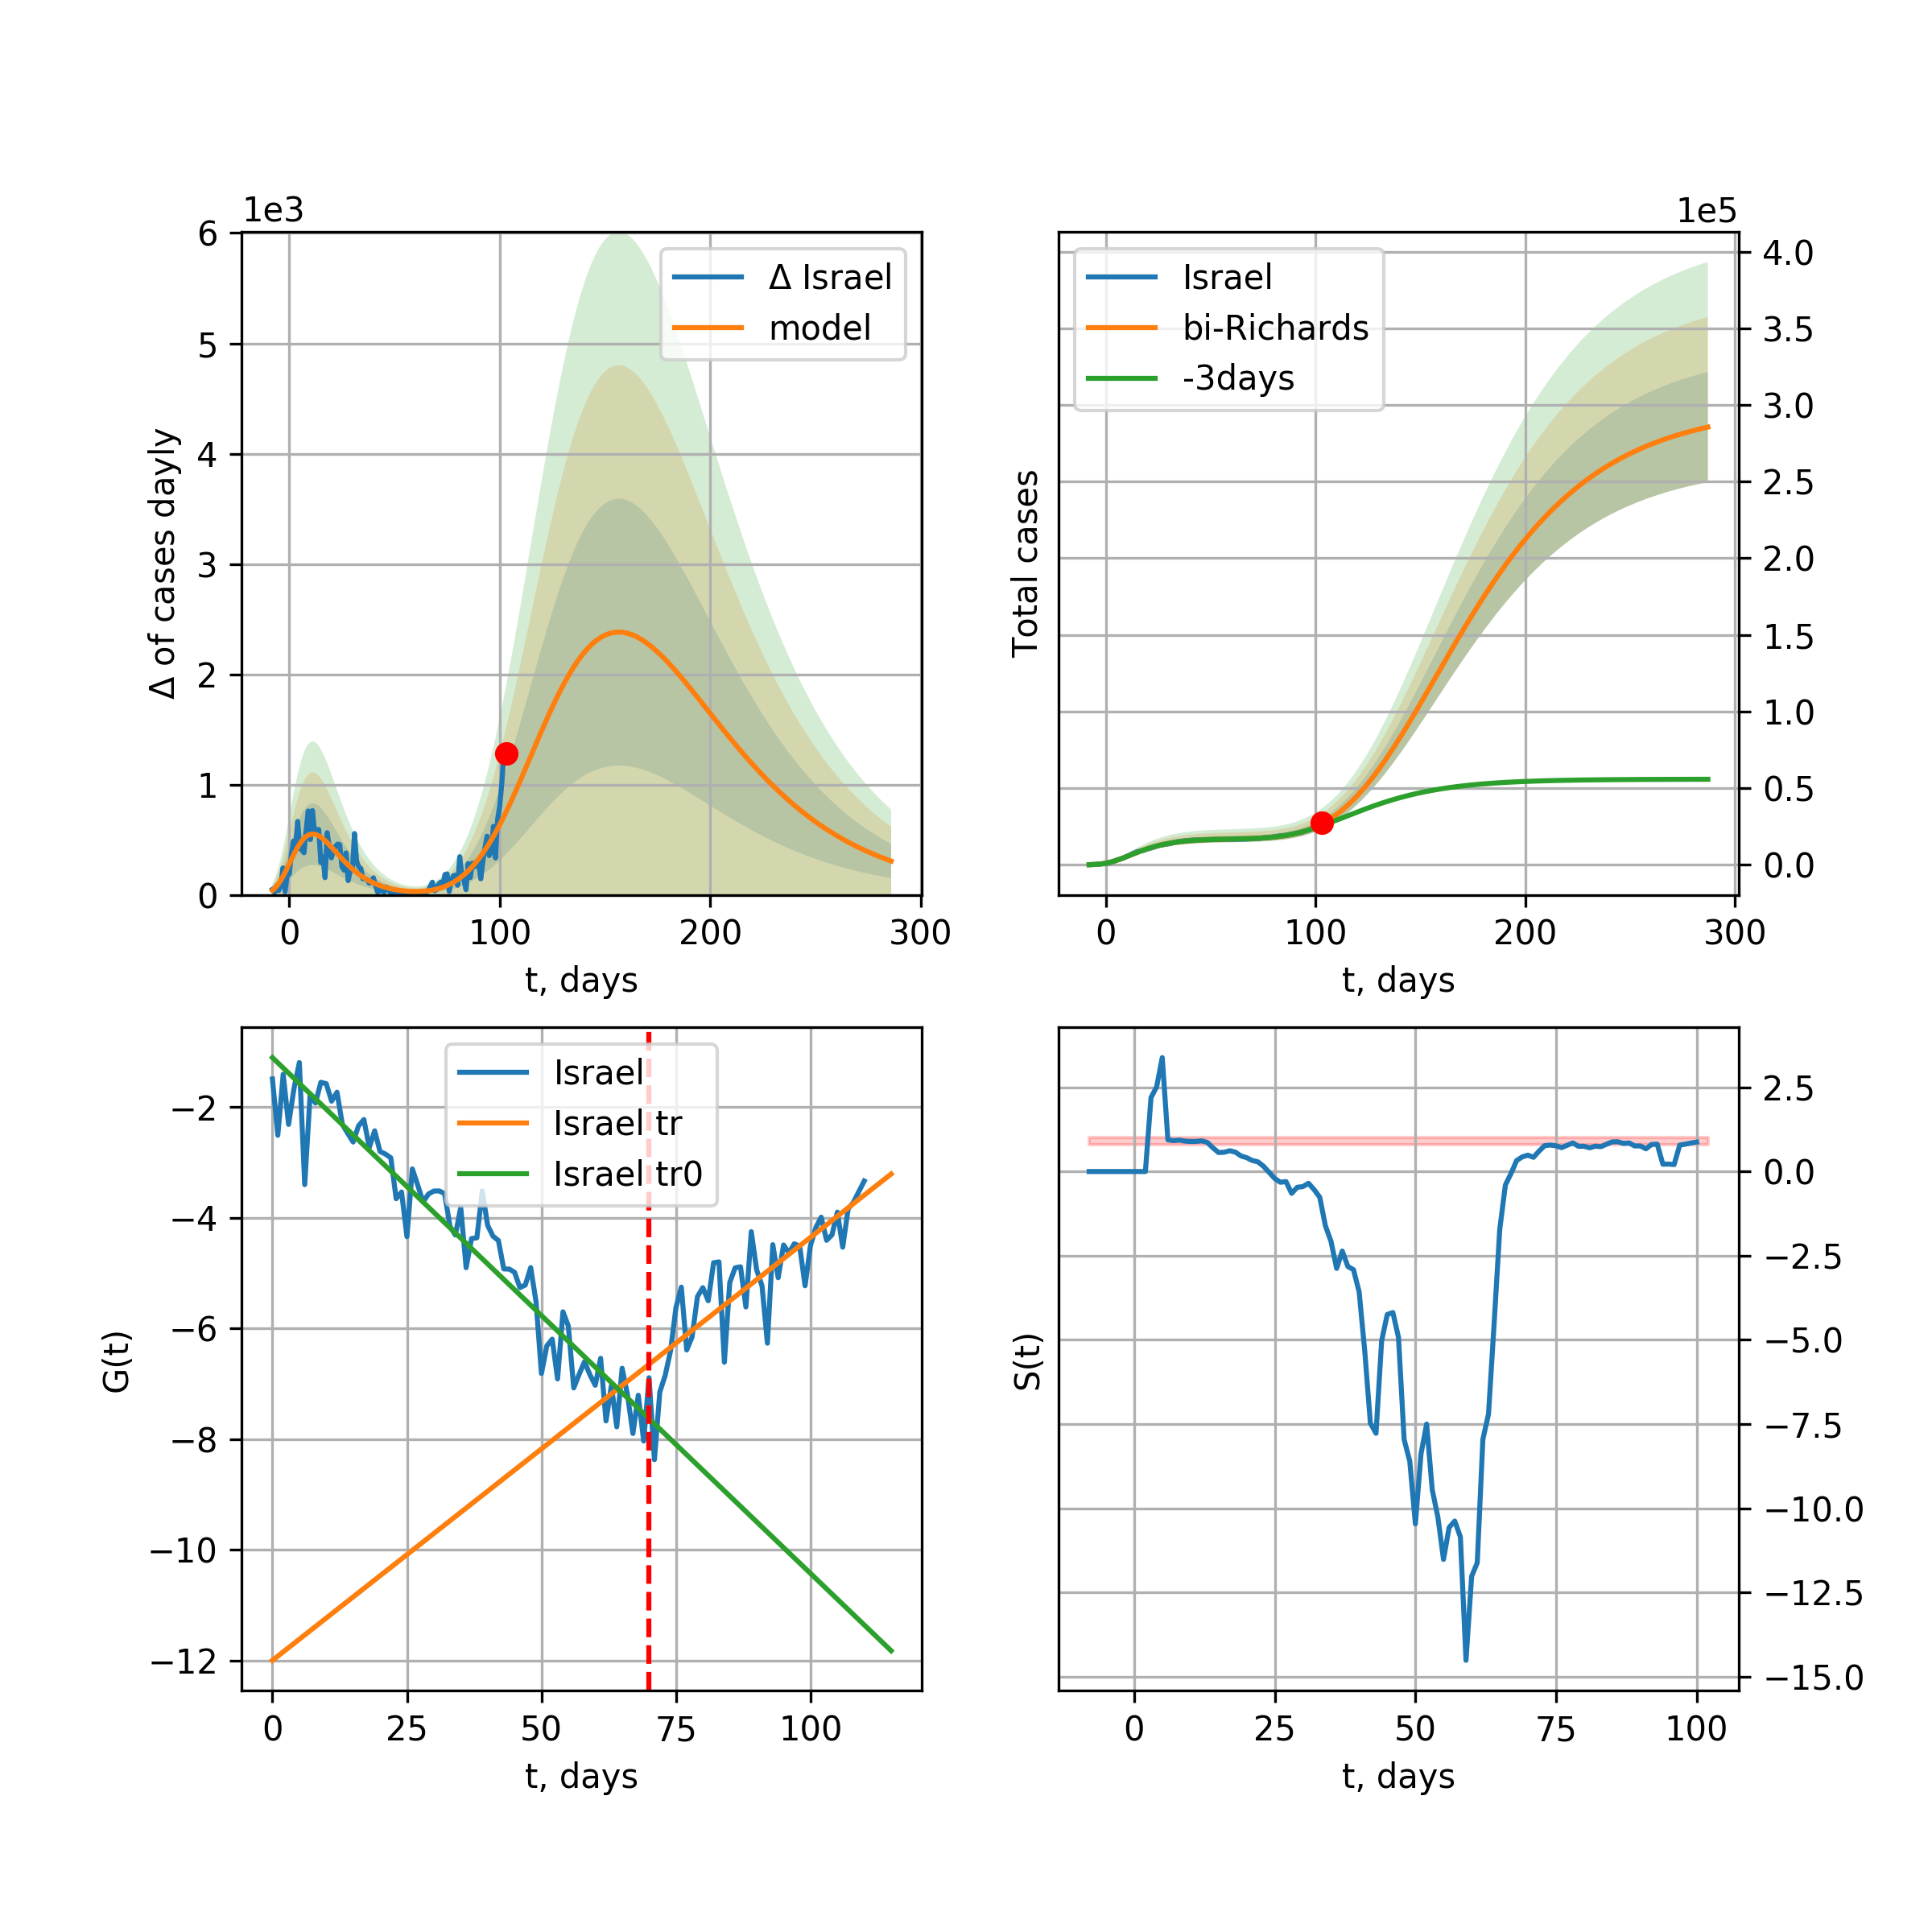 1e3
6
5
4
3
2
1
0
Δ of cases dayly
Δ Israel
model
0 100 200 300
t, days
1e5
4.0
3.5
3.0
2.5
2.0
1.5
1.0
0.5
0.0
Total cases
Israel
bi-Richards
-3days
0 100 200 300
t, days
−2
−4
−6
−8
−10
−12
G(t)
Israel
Israel tr
Israel tr0
0 25 50 75 100
t, days
2.5
0.0
−2.5
−5.0
−7.5
−10.0
−12.5
−15.0
S(t)
0 25 50 75 100
t, days